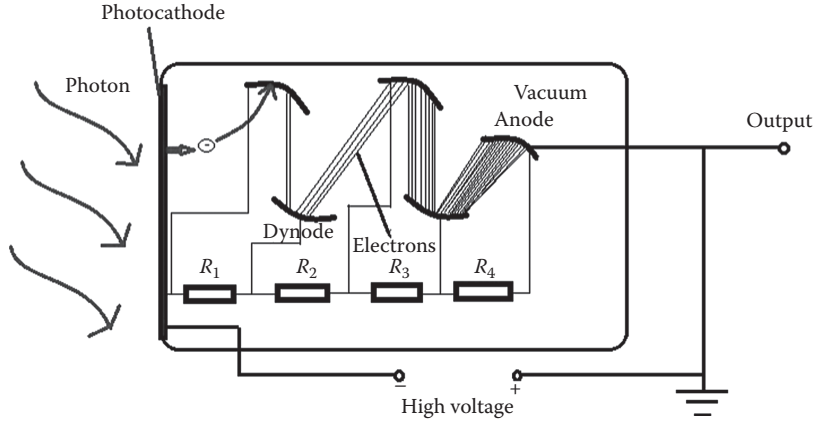 Photocathode
Photon
Vacuum
Anode
Output
Dynode
Electrons
R1
R2
R3
R4
− +
High voltage